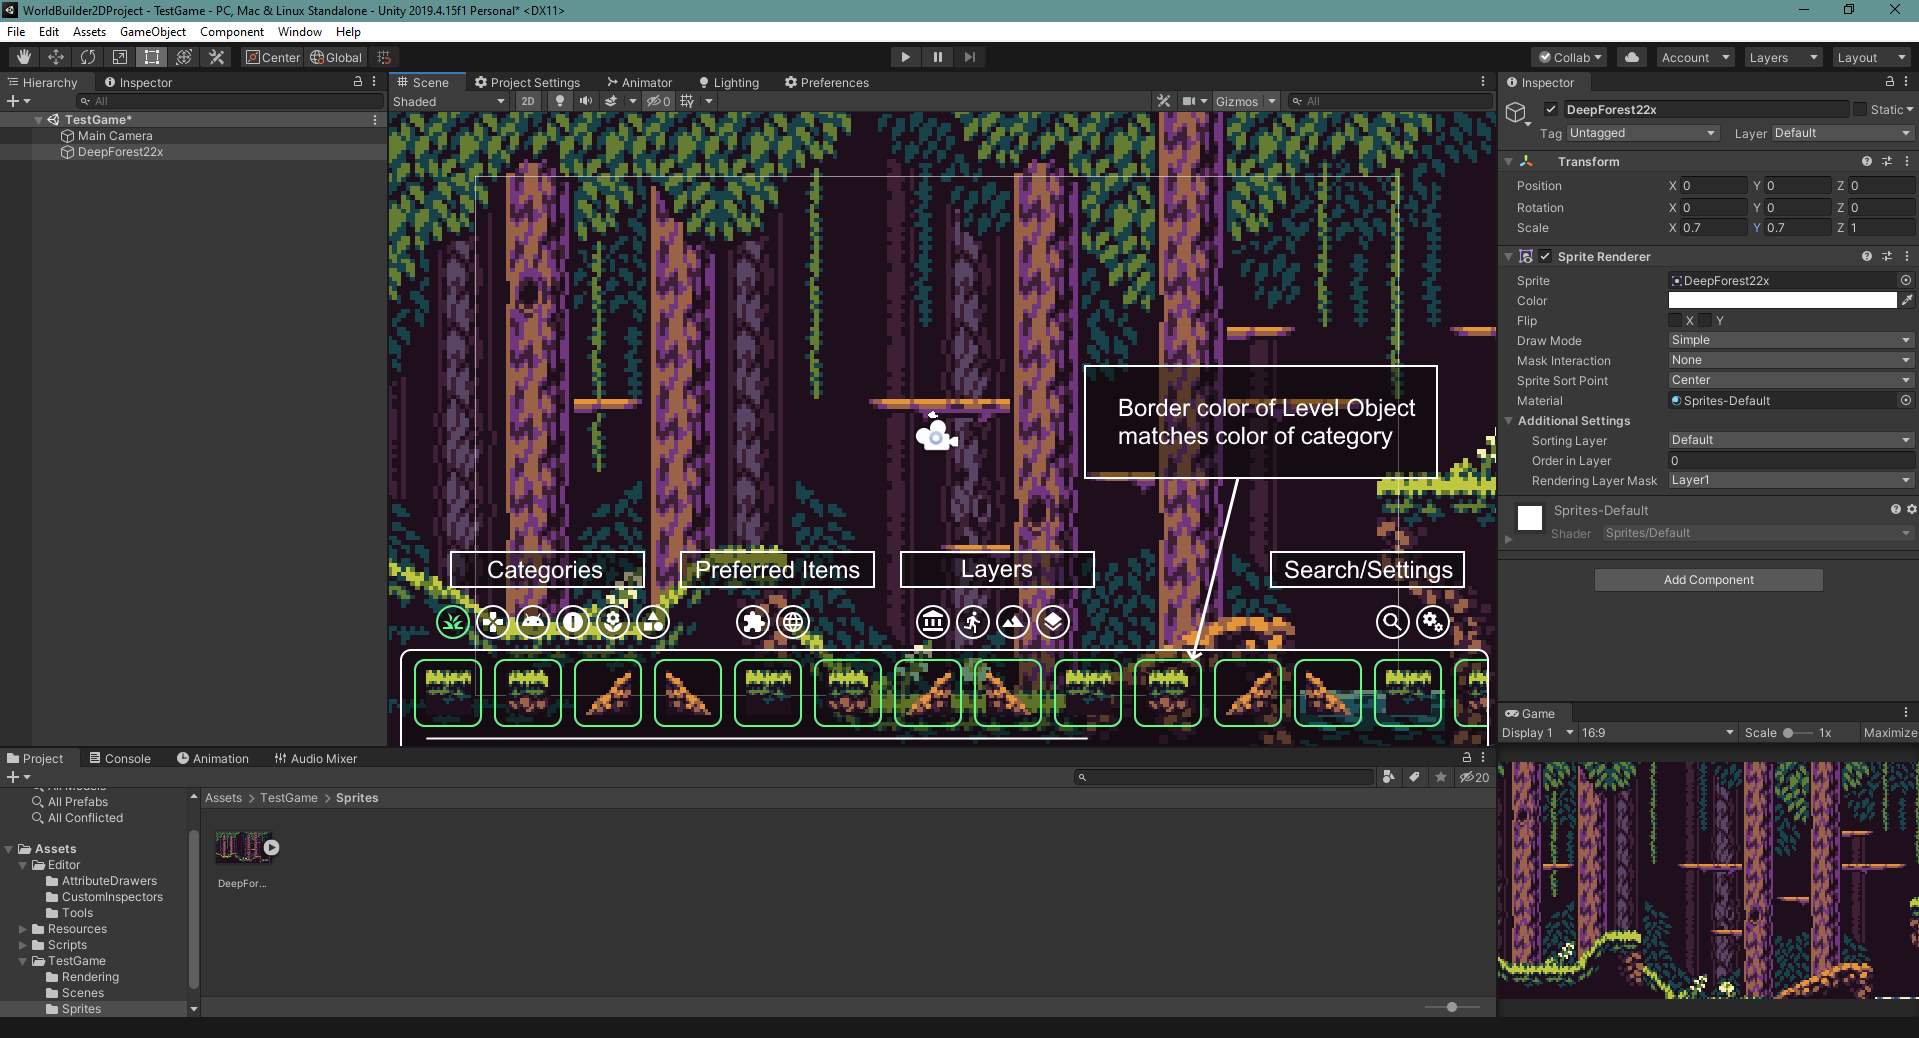 WorldBuilder2DProject - TestGame - PC, Mac & Linux Standalone - Unity 2019.4.15f1 Personal* <DX11>
File Edit Assets GameObject Component Window Help
Center Global
Collab Account Layers Layout
Hierarchy Inspector
All
TestGame*
Main Camera
DeepForest22x
Scene Project Settings Animator Lighting Preferences
Shaded 2D 0 Gizmos All
Border color of Level Object
matches color of category
Categories Preferred Items Layers Search/Settings
Inspector
DeepForest22x Static
Tag Untagged Layer Default
Transform
Position X 0 Y 0 Z 0
Rotation X 0 Y 0 Z 0
Scale X 0.7 Y 0.7 Z 1
Sprite Renderer
Sprite DeepForest22x
Color
Flip X Y
Draw Mode Simple
Mask Interaction None
Sprite Sort Point Center
Material Sprites-Default
Additional Settings
Sorting Layer Default
Order in Layer 0
Rendering Layer Mask Layer1
Sprites-Default
Shader Sprites/Default
Add Component
Game
Display 1 16:9 Scale 1x Maximize
Project Console Animation Audio Mixer
20
All Prefabs
All Conflicted
Assets
Editor
AttributeDrawers
CustomInspectors
Tools
Resources
Scripts
TestGame
Rendering
Scenes
Sprites
Assets > TestGame > Sprites
DeepFor...